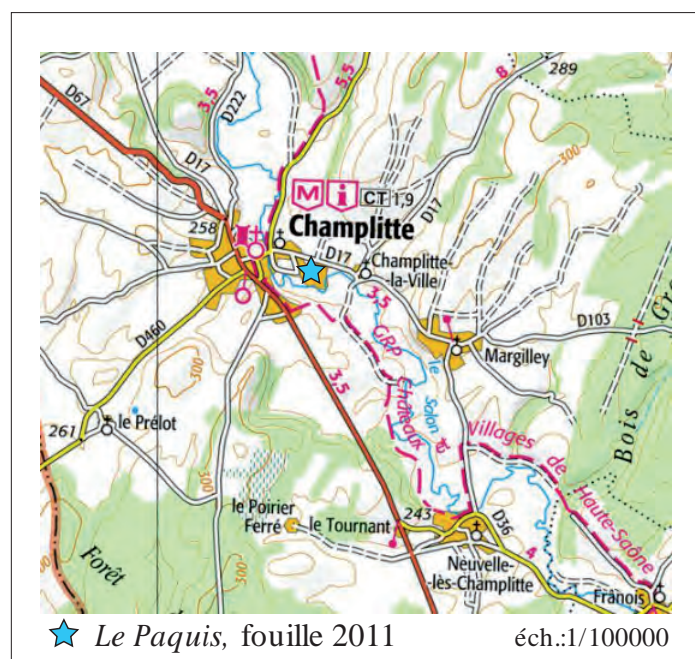 289
D67
3,5
D222
5,5
8
D17
300
M i CT 1,9
258
Champlitte
D17
D17
Champlitte-
la-Ville
3,5
D103
D460
GRP
le Salon
Margilley
3,5
Châteaux
300
Bois de Gr
261
le Prélot
300
Villages de Haute-Saône
le Poirier
Ferré
243
le Tournant
D36
4
Neuvelle-
lès-Champlitte
Forêt
Franois
Le Paquis, fouille 2011
éch.:1/100000